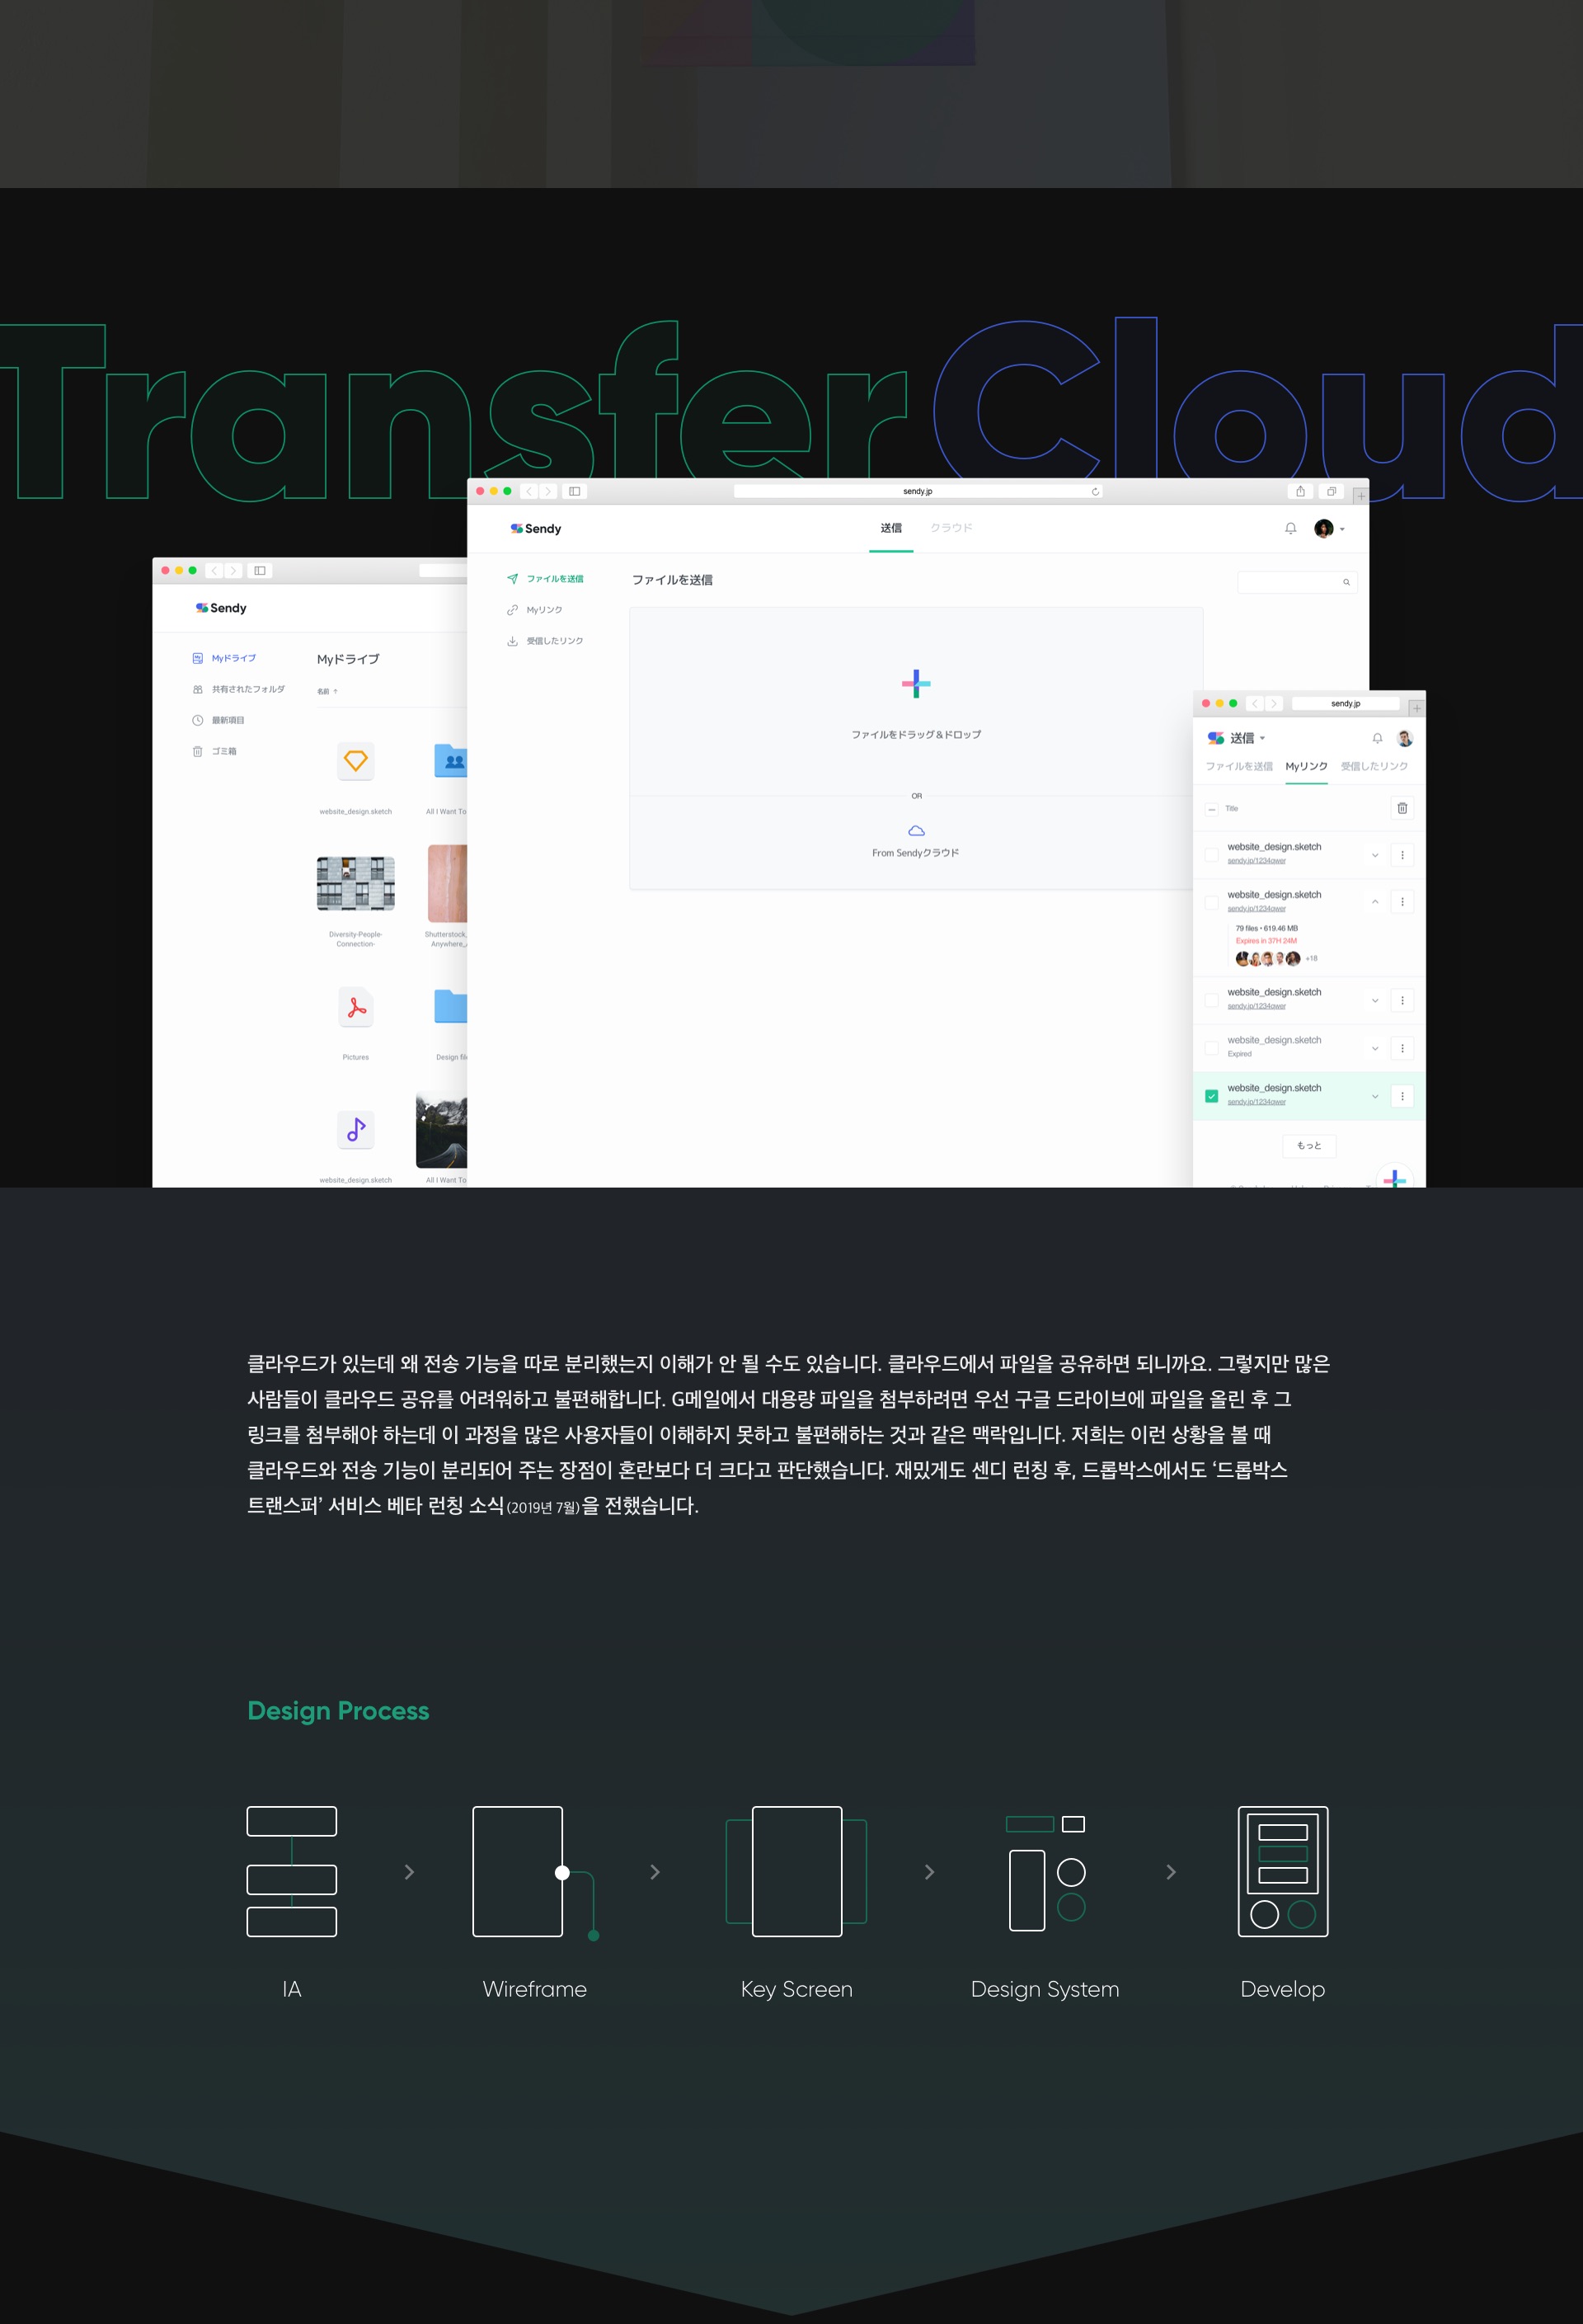 Transfer Cloud
sendy.jp
Sendy
送信
クラウド
ファイルを送信
Myリンク
受信したリンク
ファイルを送信
ファイルをドラッグ＆ドロップ
OR
From Sendyクラウド
Sendy
Myドライブ
共有されたフォルダ
最新項目
ゴミ箱
Myドライブ
名前 ↑
website_design.sketch
All I Want To
Diversity-People-
Connection-
Shutterstock,
Anywhere,
Pictures
Design fil
website_design.sketch
All I Want To
sendy.jp
送信
ファイルを送信
Myリンク
受信したリンク
Title
website_design.sketch
sendy.jp/1234qwer
website_design.sketch
sendy.jp/1234qwer
79 files • 619.46 MB
Expires in 37H 24M
+18
website_design.sketch
sendy.jp/1234qwer
website_design.sketch
Expired
website_design.sketch
sendy.jp/1234qwer
もっと
클라우드가 있는데 왜 전송 기능을 따로 분리했는지 이해가 안 될 수도 있습니다. 클라우드에서 파일을 공유하면 되니까요. 그렇지만 많은
사람들이 클라우드 공유를 어려워하고 불편해합니다. G메일에서 대용량 파일을 첨부하려면 우선 구글 드라이브에 파일을 올린 후 그
링크를 첨부해야 하는데 이 과정을 많은 사용자들이 이해하지 못하고 불편해하는 것과 같은 맥락입니다. 저희는 이런 상황을 볼 때
클라우드와 전송 기능이 분리되어 주는 장점이 혼란보다 더 크다고 판단했습니다. 재밌게도 센디 런칭 후, 드롭박스에서도 ‘드롭박스
트랜스퍼’ 서비스 베타 런칭 소식(2019년 7월)을 전했습니다.
Design Process
IA
Wireframe
Key Screen
Design System
Develop